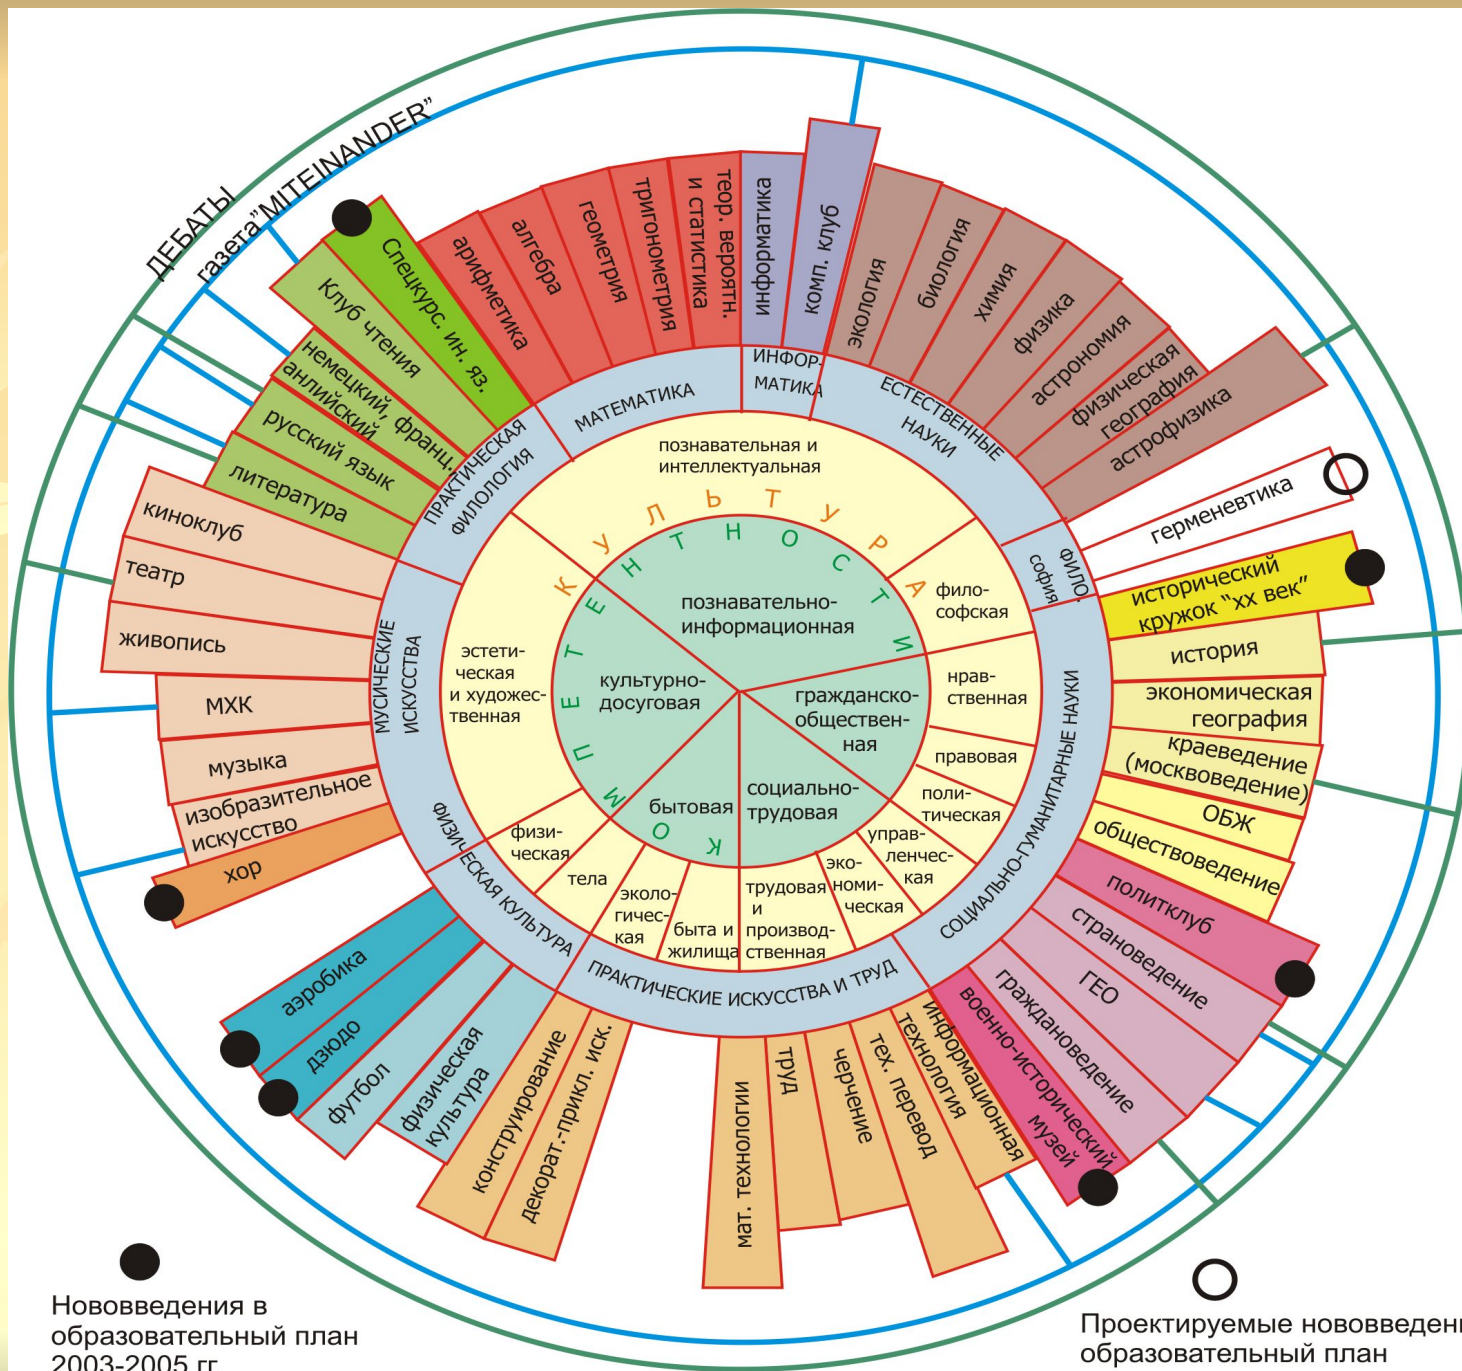 ДЕБАТЫ
газета”MITEINANDER”
Спецкурс. ин. яз.
Клуб чтения
немецкий, франц.
анлийский
русский язык
литература
арифметика
алгебра
геометрия
тригонометрия
теор. вероятн.
и статистика
информатика
комп. клуб
экология
биология
химия
физика
астрономия
физическая
география
астрофизика
герменевтика
исторический
кружок “хх век”
история
экономическая
география
краеведение
(москвоведение)
ОБЖ
обществоведение
политклуб
страноведение
ГЕО
граждановедение
военно-исторический
музей
информационная
технология
тех. перевод
черчение
труд
мат. технологии
декорат.-прикл. иск.
конструирование
физическая
культура
футбол
дзюдо
аэробика
хор
изобразительное
искусство
музыка
МХК
живопись
театр
киноклуб
ПРАКТИЧЕСКАЯ
ФИЛОЛОГИЯ
МАТЕМАТИКА
ИНФОР-
МАТИКА
ЕСТЕСТВЕННЫЕ
НАУКИ
ФИЛО-
софия
СОЦИАЛЬНО-ГУМАНИТАРНЫЕ НАУКИ
ПРАКТИЧЕСКИЕ ИСКУССТВА И ТРУД
ФИЗИЧЕСКАЯ КУЛЬТУРА
МУСИЧЕСКИЕ
ИСКУССТВА
познавательная и
интеллектуальная
КУЛЬТУРА
фило-
софская
нрав-
ственная
правовая
поли-
тическая
управ-
ленчес-
кая
эко-
номи-
ческая
трудовая
и
производ-
ственная
быта и
жилища
эколо-
гичес-
кая
тела
физи-
ческая
эстети-
ческая
и художес-
твенная
КОМПЕТЕНТНОСТИ
познавательно-
информационная
гражданско-
обществен-
ная
социально-
трудовая
бытовая
культурно-
досуговая
Нововведения в
образовательный план
2003-2005 гг
Проектируемые нововведени
образовательный план